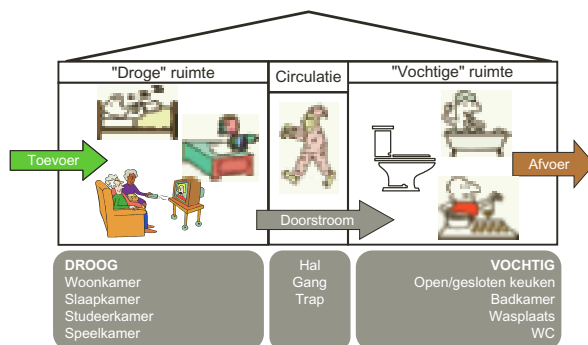 "Droge" ruimte
Circulatie
"Vochtige" ruimte
Toevoer
Afvoer
Doorstroom
DROOG
Woonkamer
Slaapkamer
Studeerkamer
Speelkamer
Hal
Gang
Trap
VOCHTIG
Open/gesloten keuken
Badkamer
Wasplaats
WC